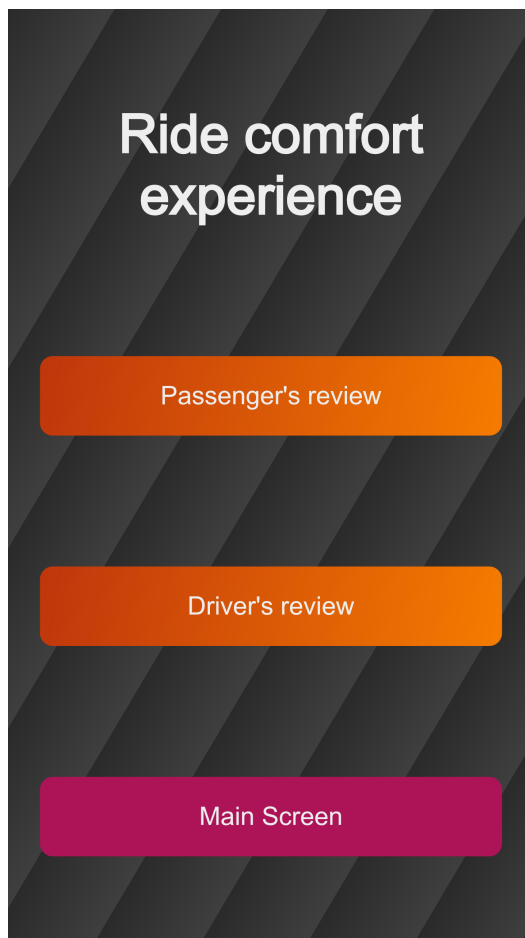 Ride comfort
experience
Passenger's review
Driver's review
Main Screen